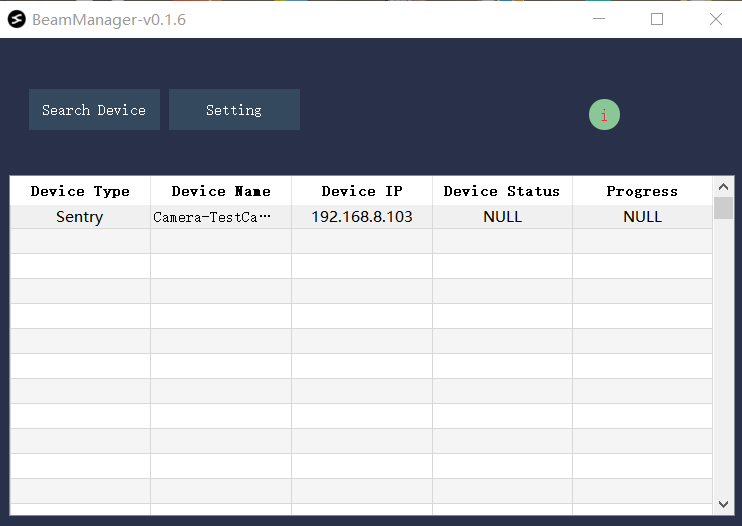 BeamManager-v0.1.6
Search Device Setting i
Device Type Device Name Device IP Device Status Progress
Sentry Camera-TestCa··· 192.168.8.103 NULL NULL